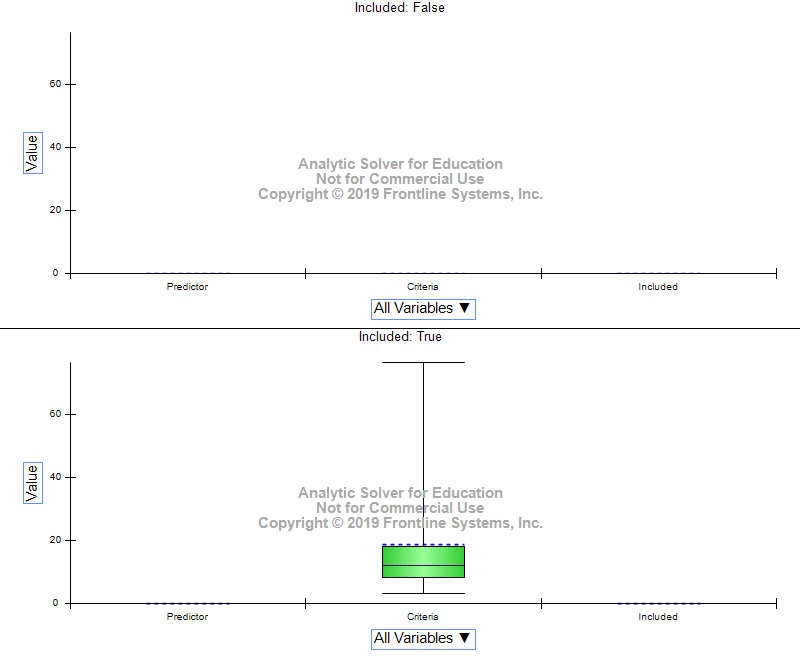 Included: False
60
40
20
0
Value
Analytic Solver for Education
Not for Commercial Use
Copyright © 2019 Frontline Systems, Inc.
Predictor Criteria Included
All Variables ▼
Included: True
60
40
20
0
Value
Analytic Solver for Education
Not for Commercial Use
Copyright © 2019 Frontline Systems, Inc.
Predictor Criteria Included
All Variables ▼